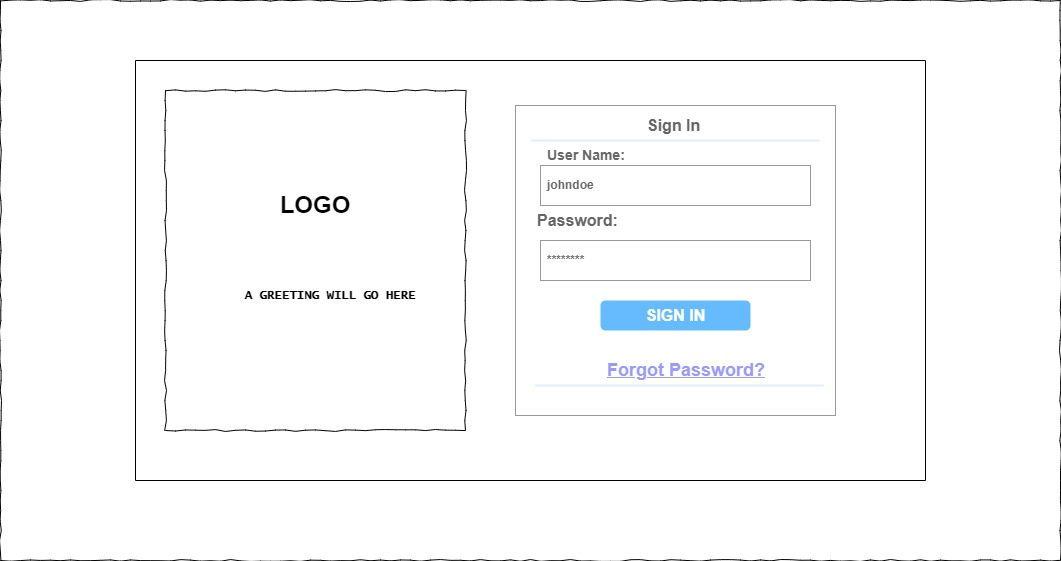 LOGO
A GREETING WILL GO HERE
Sign In
User Name:
johndoe
Password:
********
SIGN IN
Forgot Password?